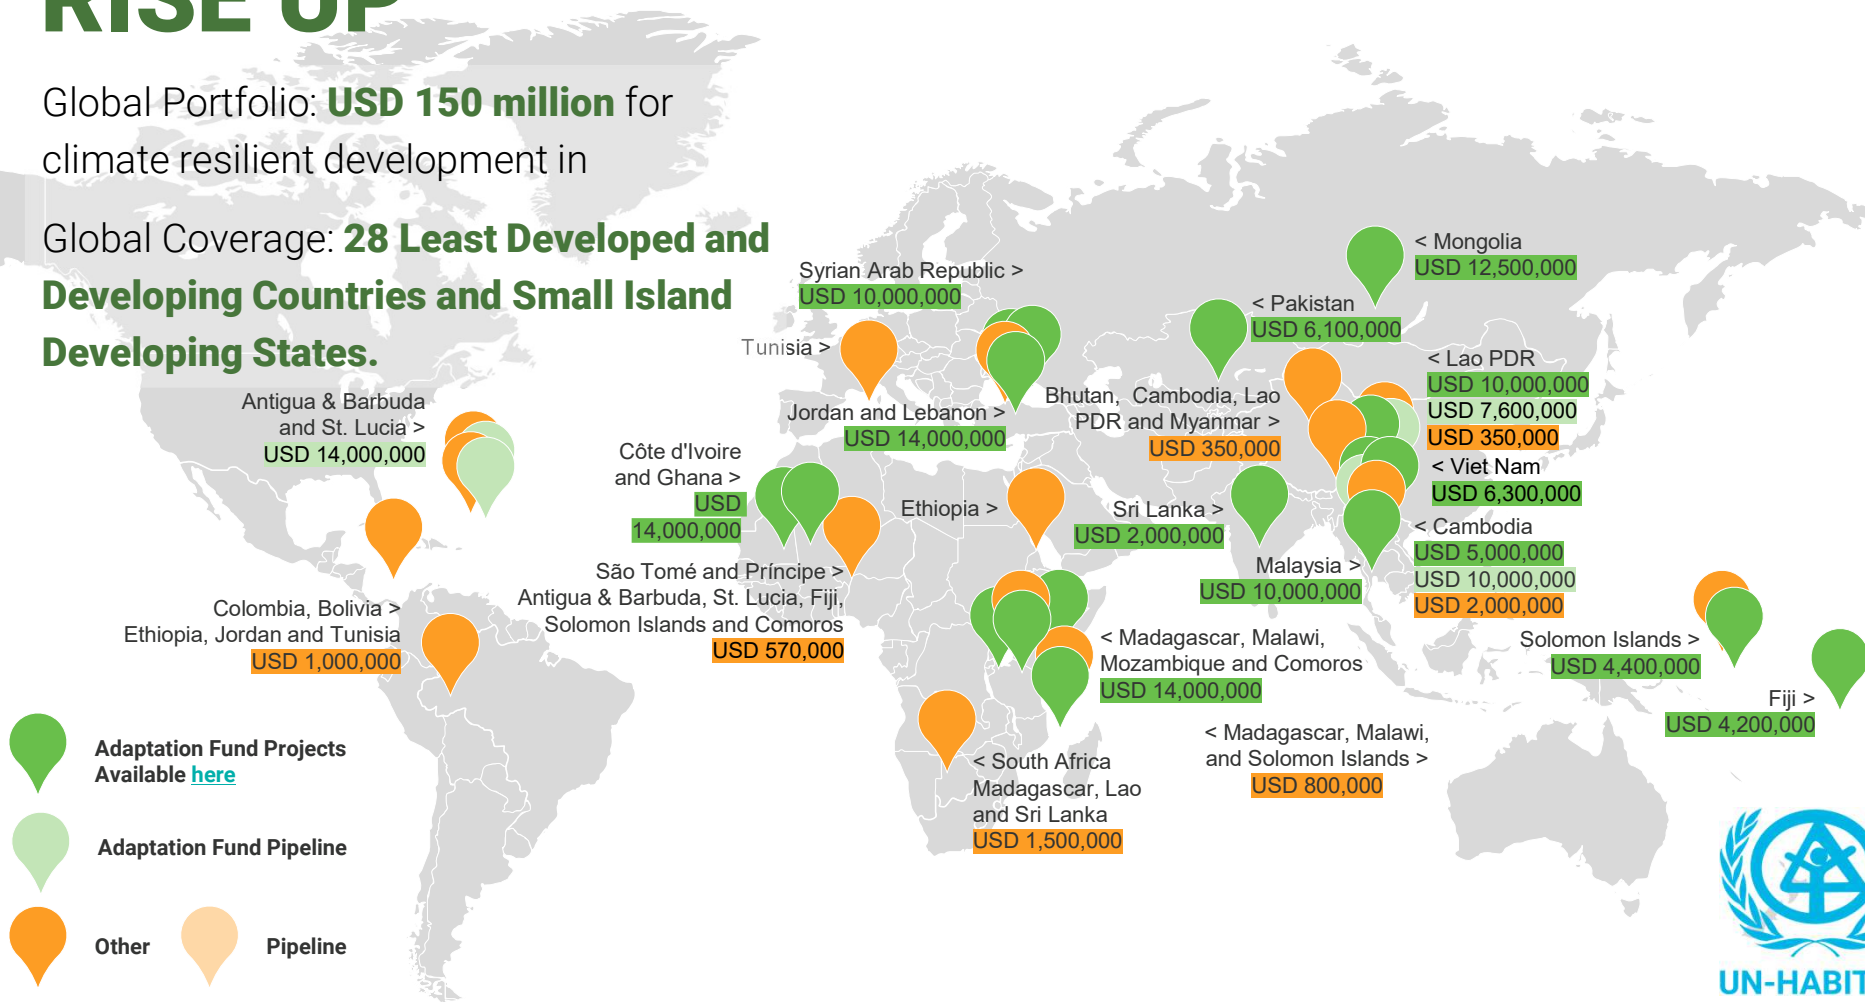 RISE UP
Global Portfolio: USD 150 million for
climate resilient development in
Global Coverage: 28 Least Developed and
Developing Countries and Small Island
Developing States.
Antigua & Barbuda
and St. Lucia >
USD 14,000,000
Colombia, Bolivia >
Ethiopia, Jordan and Tunisia
USD 1,000,000
Syrian Arab Republic >
USD 10,000,000
Tunisia >
Jordan and Lebanon >
USD 14,000,000
Côte d'Ivoire
and Ghana >
USD
14,000,000
Ethiopia >
São Tomé and Príncipe >
Antigua & Barbuda, St. Lucia, Fiji,
Solomon Islands and Comoros
USD 570,000
< Mongolia
USD 12,500,000
< Pakistan
USD 6,100,000
Bhutan, Cambodia, Lao
PDR and Myanmar >
USD 350,000
< Lao PDR
USD 10,000,000
USD 7,600,000
USD 350,000
< Viet Nam
USD 6,300,000
Sri Lanka >
USD 2,000,000
< Cambodia
USD 5,000,000
USD 10,000,000
USD 2,000,000
Malaysia >
USD 10,000,000
< Madagascar, Malawi,
Mozambique and Comoros
USD 14,000,000
Solomon Islands >
USD 4,400,000
Fiji >
USD 4,200,000
< Madagascar, Malawi,
and Solomon Islands >
USD 800,000
< South Africa
Madagascar, Lao
and Sri Lanka
USD 1,500,000
Adaptation Fund Projects
Available here
Adaptation Fund Pipeline
Other
Pipeline
UN-HABIT